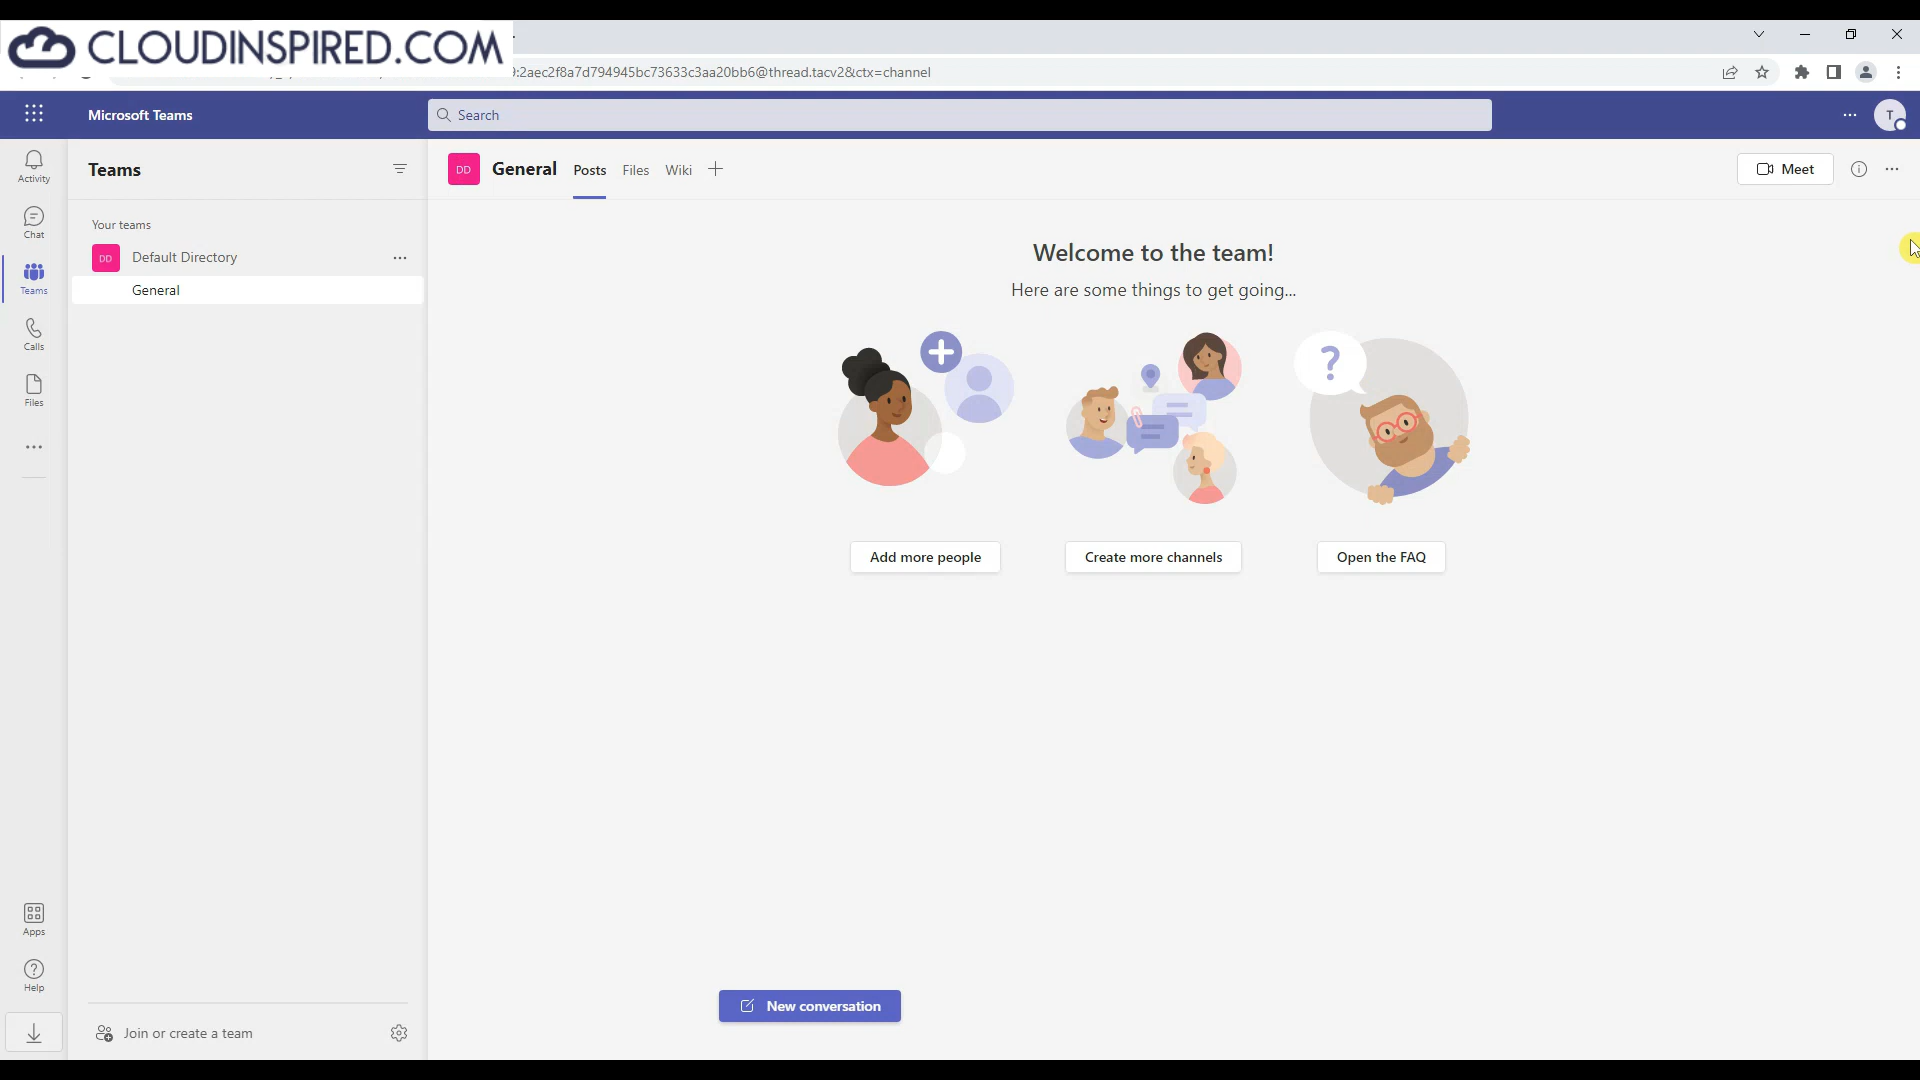 CLOUDINSPIRED.COM
:2aec2f8a7d794945bc73633c3aa20bb6@thread.tacv2&ctx=channel
Microsoft Teams
Search
T
Activity
Chat
Teams
Calls
Files
Apps
Help
Teams
Your teams
DD Default Directory
General
Join or create a team
DD General Posts Files Wiki
Meet
Welcome to the team!
Here are some things to get going...
?
Add more people
Create more channels
Open the FAQ
New conversation